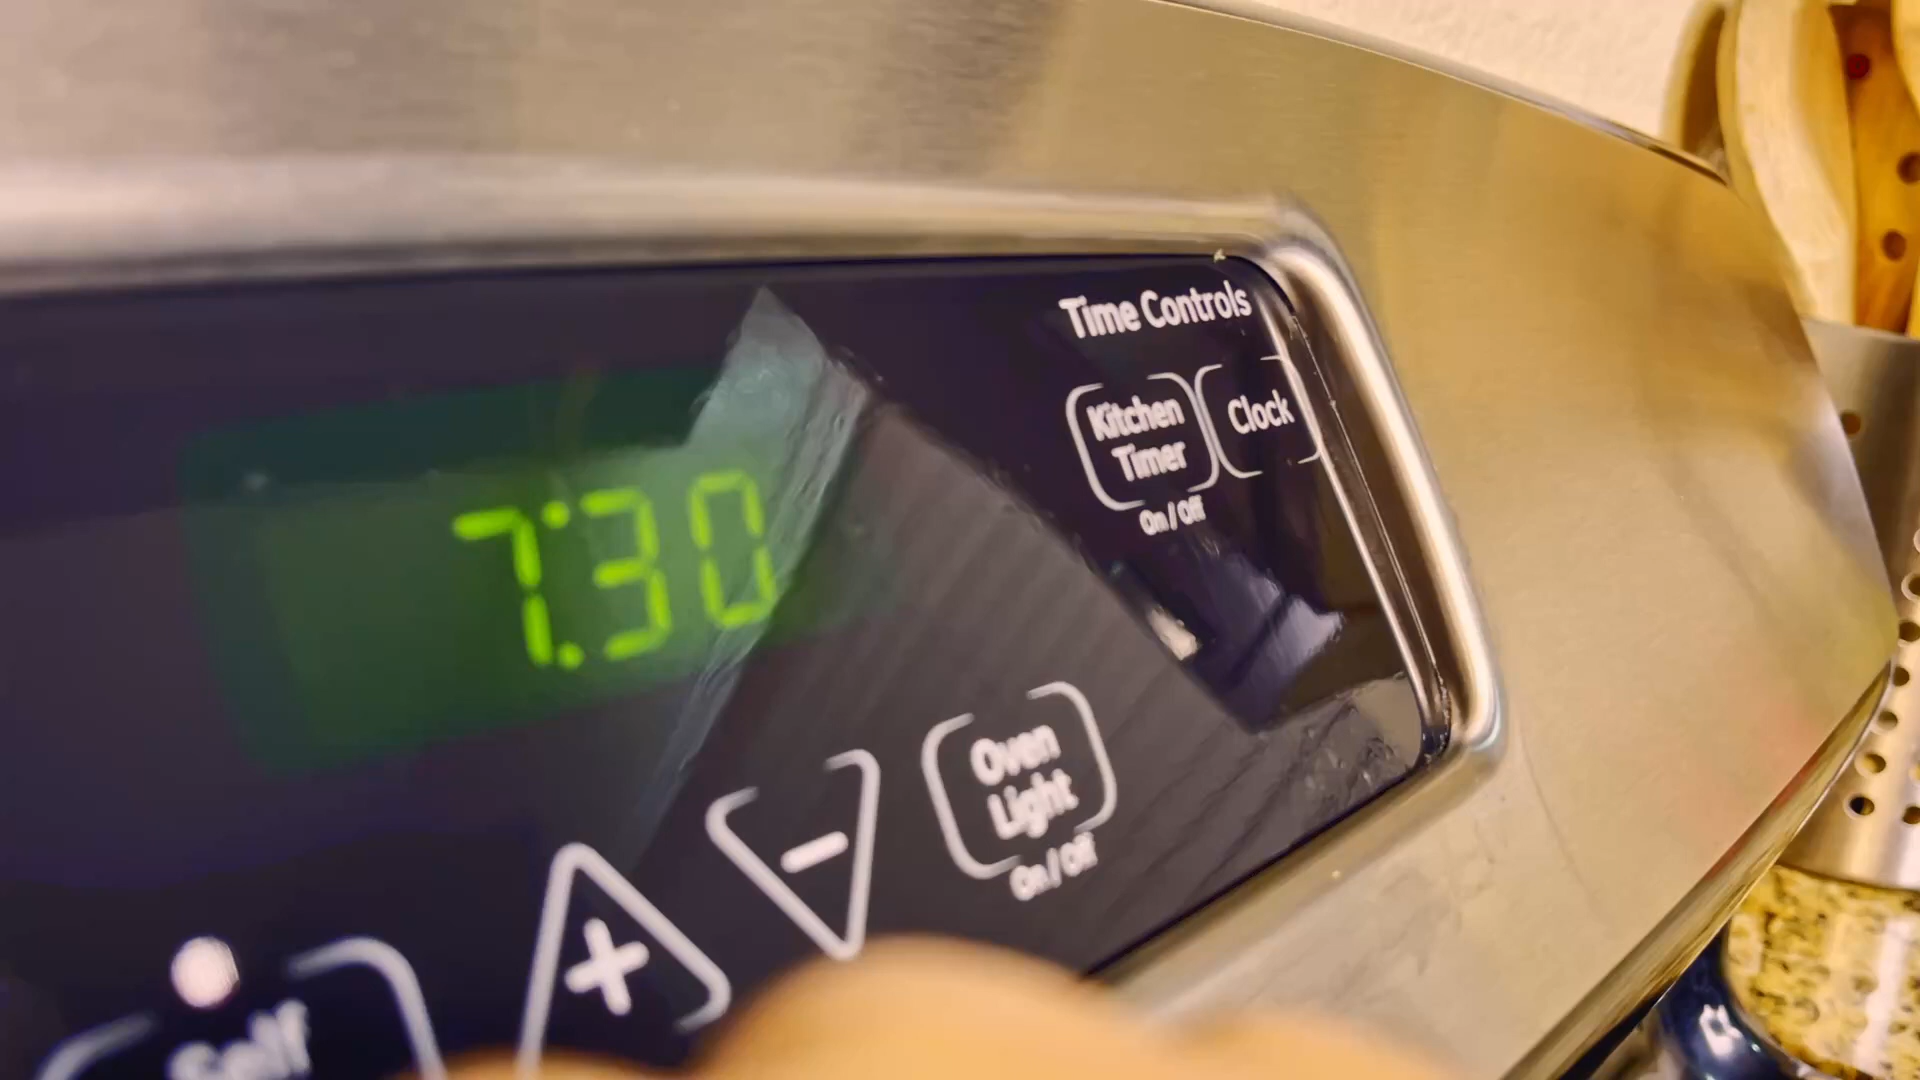 Time Controls
Kitchen
Timer
On / Off
Clock
7:30
Oven
Light
On / Off
-
+
Self